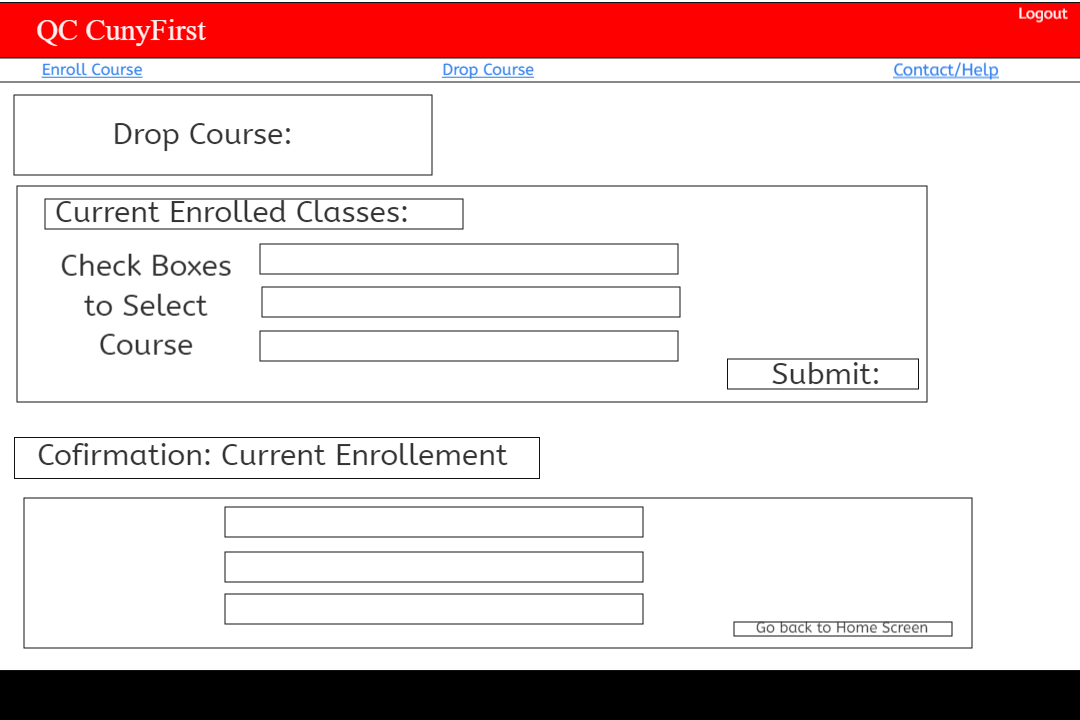 Logout
QC CunyFirst
Enroll Course
Drop Course
Contact/Help
Drop Course:
Current Enrolled Classes:
Check Boxes
to Select
Course
Submit:
Cofirmation: Current Enrollement
Go back to Home Screen